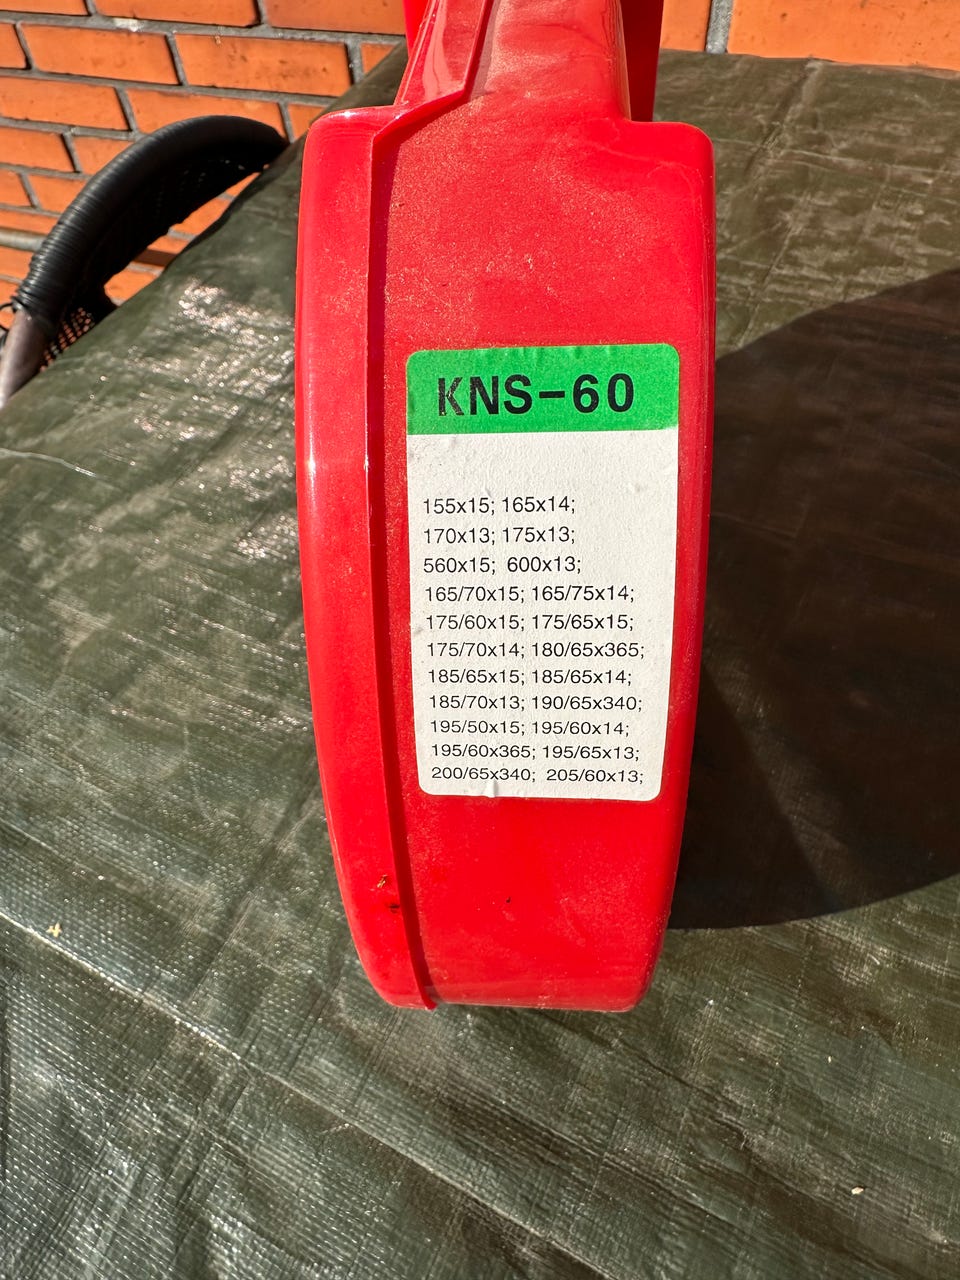 KNS-60
155x15; 165x14;
170x13; 175x13;
560x15; 600x13;
165/70x15; 165/75x14;
175/60x15; 175/65x15;
175/70x14; 180/65x365;
185/65x15; 185/65x14;
185/70x13; 190/65x340;
195/50x15; 195/60x14;
195/60x365; 195/65x13;
200/65x340; 205/60x13;